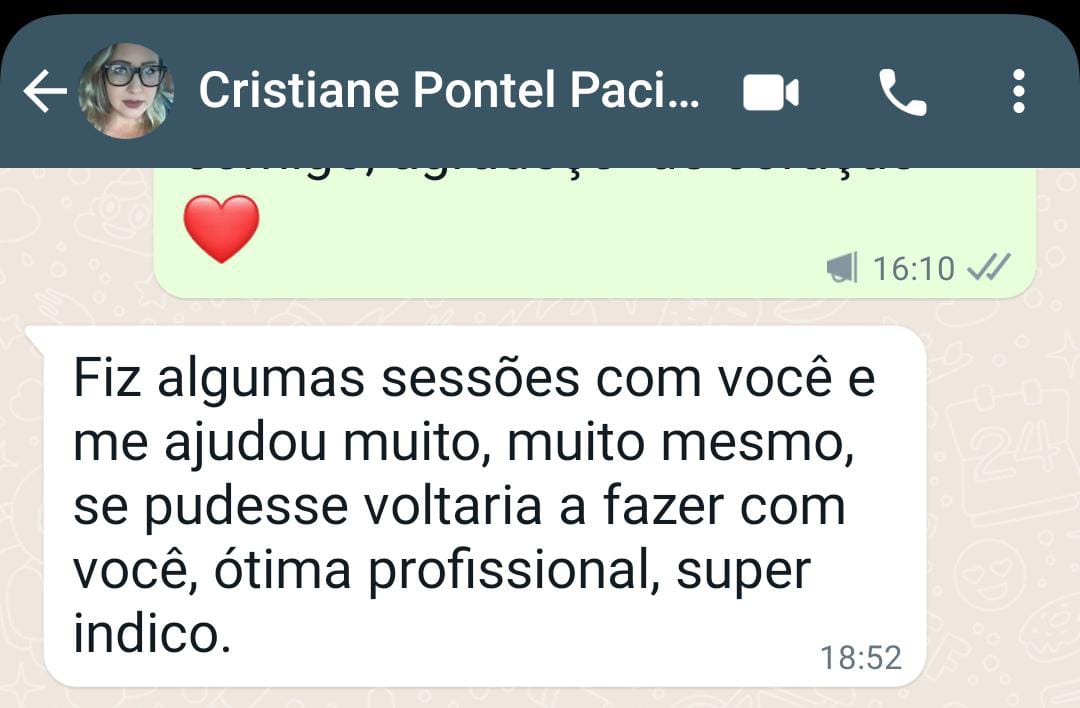 Cristiane Pontel Paci...
❤️
16:10
Fiz algumas sessões com você e
me ajudou muito, muito mesmo,
se pudesse voltaria a fazer com
você, ótima profissional, super
indico.
18:52